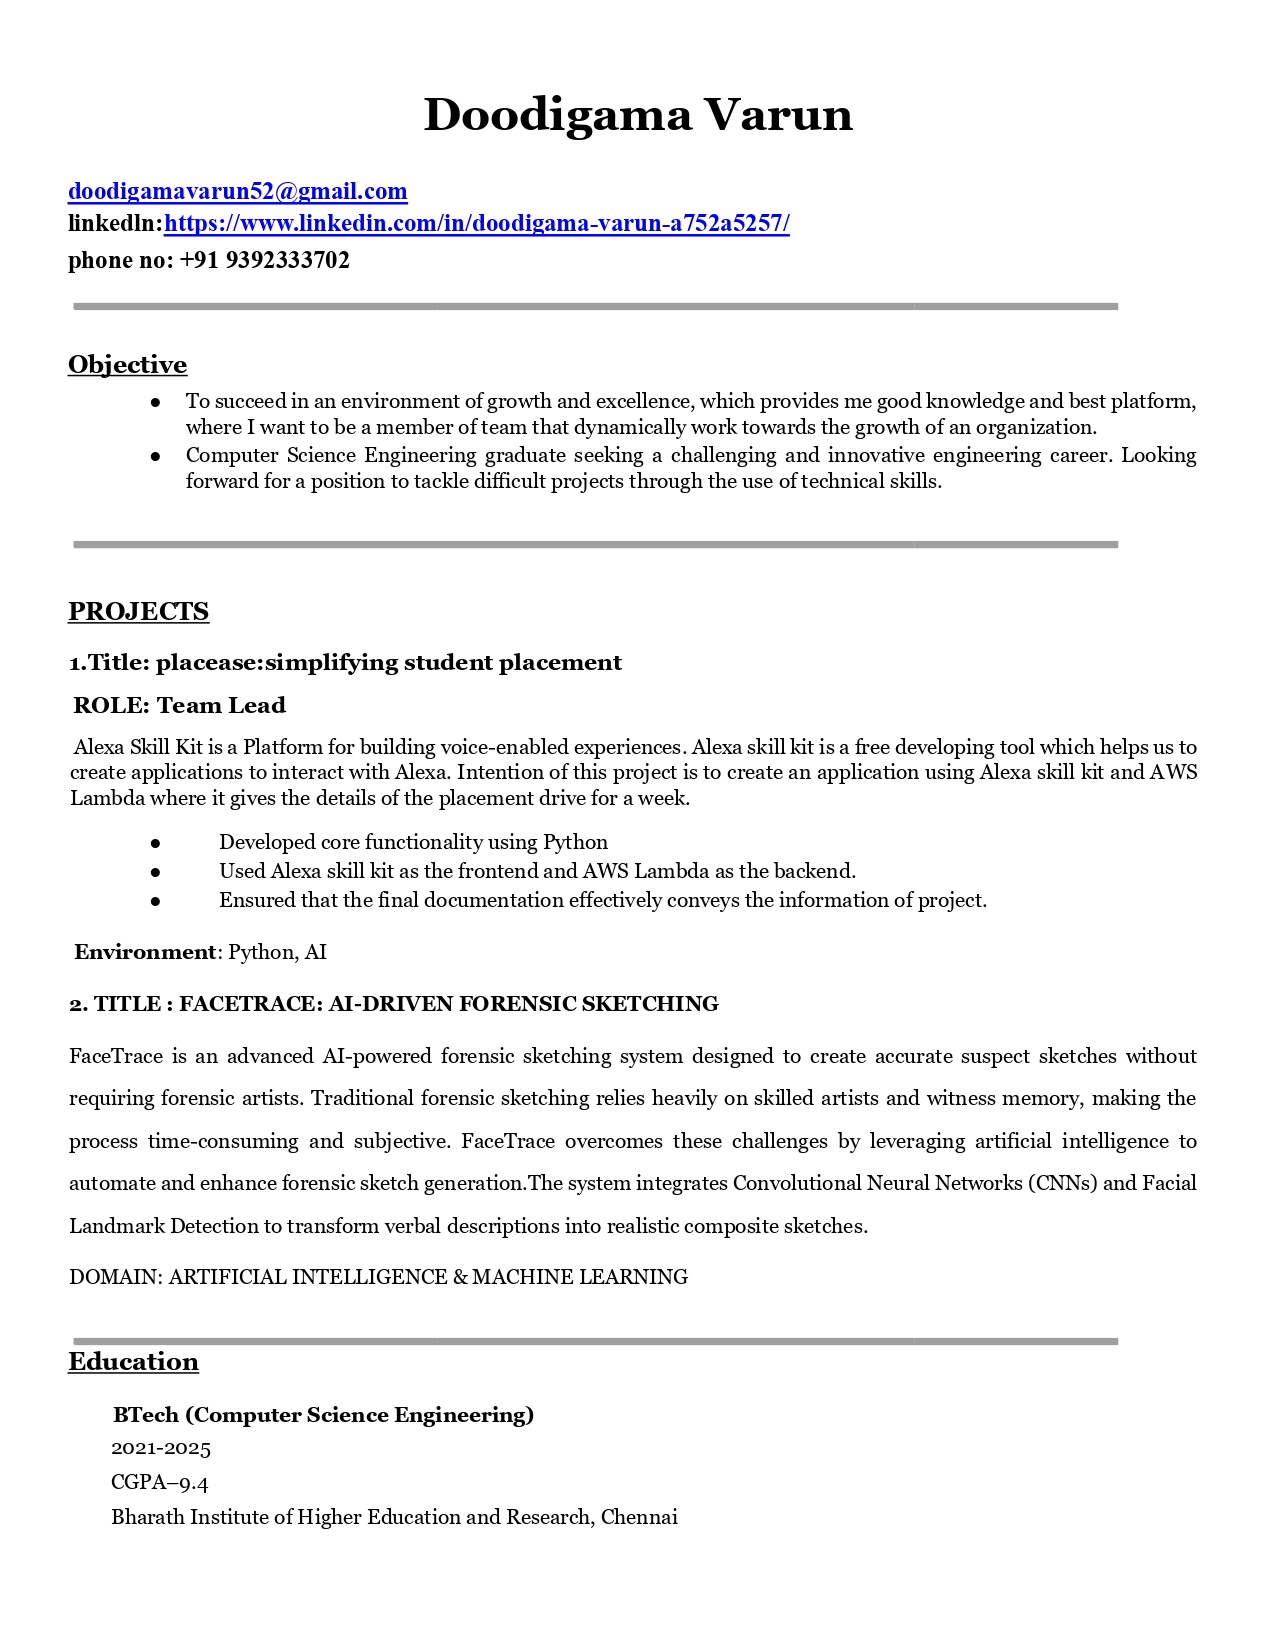 Doodigama Varun
doodigamavarun52@gmail.com
linkedln:https://www.linkedin.com/in/doodigama-varun-a752a5257/
phone no: +91 9392333702
Objective
● To succeed in an environment of growth and excellence, which provides me good knowledge and best platform,
where I want to be a member of team that dynamically work towards the growth of an organization.
● Computer Science Engineering graduate seeking a challenging and innovative engineering career. Looking
forward for a position to tackle difficult projects through the use of technical skills.
PROJECTS
1.Title: placease:simplifying student placement
ROLE: Team Lead
Alexa Skill Kit is a Platform for building voice-enabled experiences. Alexa skill kit is a free developing tool which helps us to
create applications to interact with Alexa. Intention of this project is to create an application using Alexa skill kit and AWS
Lambda where it gives the details of the placement drive for a week.
● Developed core functionality using Python
● Used Alexa skill kit as the frontend and AWS Lambda as the backend.
● Ensured that the final documentation effectively conveys the information of project.
Environment: Python, AI
2. TITLE : FACETRACE: AI-DRIVEN FORENSIC SKETCHING
FaceTrace is an advanced AI-powered forensic sketching system designed to create accurate suspect sketches without
requiring forensic artists. Traditional forensic sketching relies heavily on skilled artists and witness memory, making the
process time-consuming and subjective. FaceTrace overcomes these challenges by leveraging artificial intelligence to
automate and enhance forensic sketch generation.The system integrates Convolutional Neural Networks (CNNs) and Facial
Landmark Detection to transform verbal descriptions into realistic composite sketches.
DOMAIN: ARTIFICIAL INTELLIGENCE & MACHINE LEARNING
Education
BTech (Computer Science Engineering)
2021-2025
CGPA–9.4
Bharath Institute of Higher Education and Research, Chennai